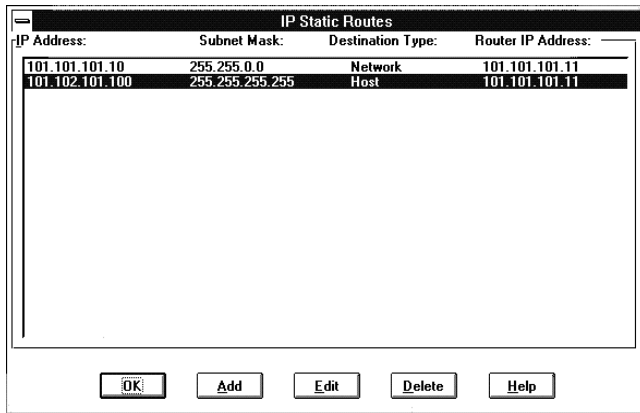 IP Static Routes
IP Address: Subnet Mask: Destination Type: Router IP Address:
101.101.101.10 255.255.0.0 Network 101.101.101.11
101.102.101.100 255.255.255.255 Host 101.101.101.11
OK Add Edit Delete Help